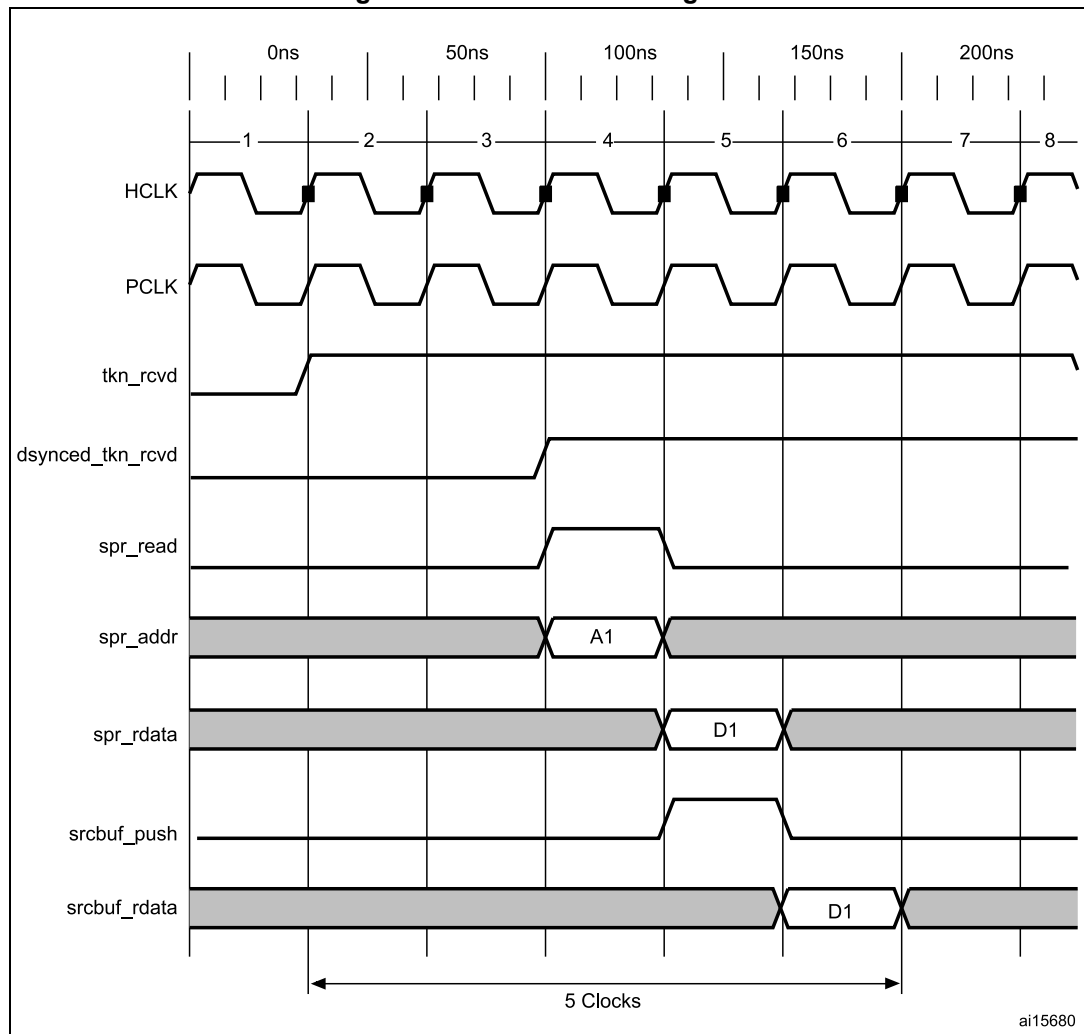 0ns 50ns 100ns 150ns 200ns
1 2 3 4 5 6 7 8
HCLK
PCLK
tkn_rcvd
dsynced_tkn_rcvd
spr_read
spr_addr A1
spr_rdata D1
srcbuf_push
srcbuf_rdata D1
5 Clocks
ai15680